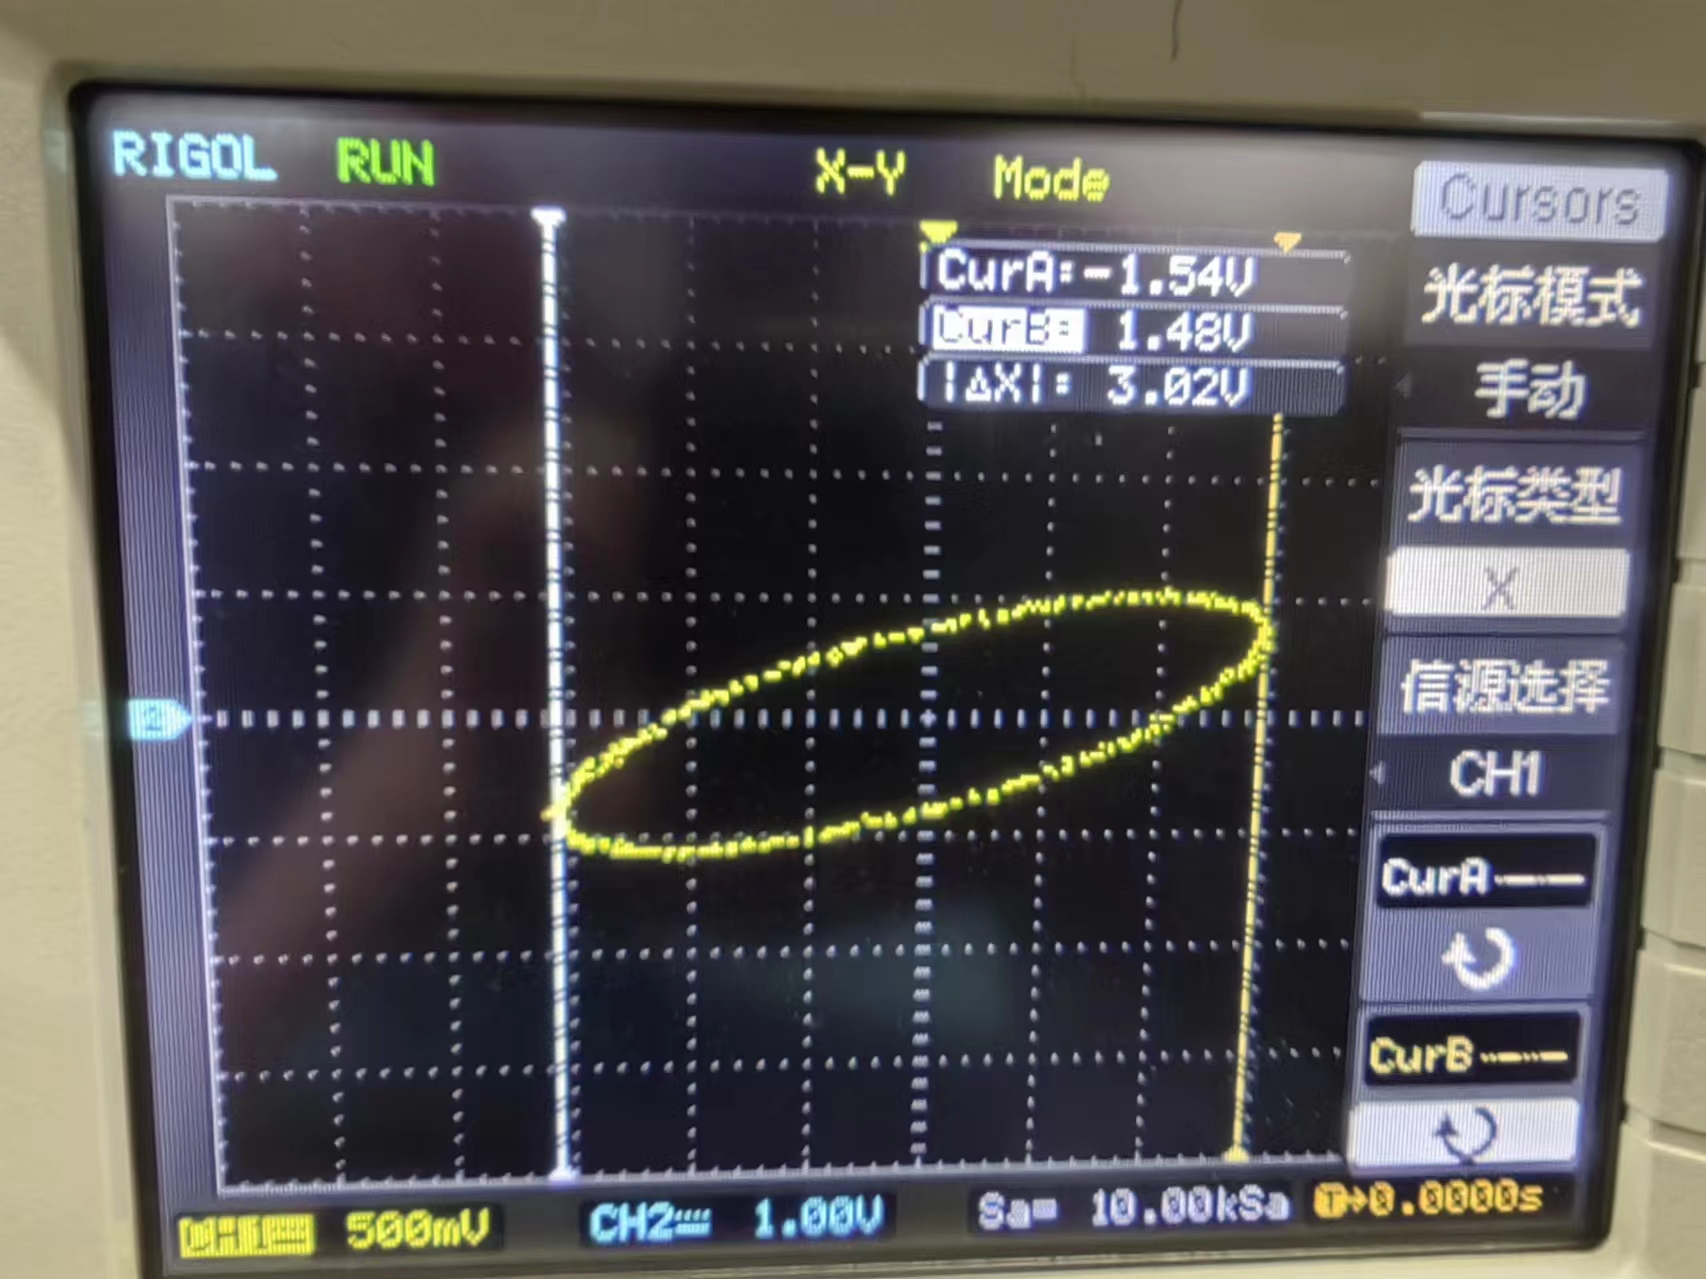 RIGOL RUN X-Y Mode
Cursors
CurA:-1.54V
CurB: 1.48V
|△X|: 3.02V
光标模式
手动
光标类型
X
信源选择
CH1
CurA
CurB
CH1 500mV CH2 1.00V Sa= 10.00kSa T→0.0000s